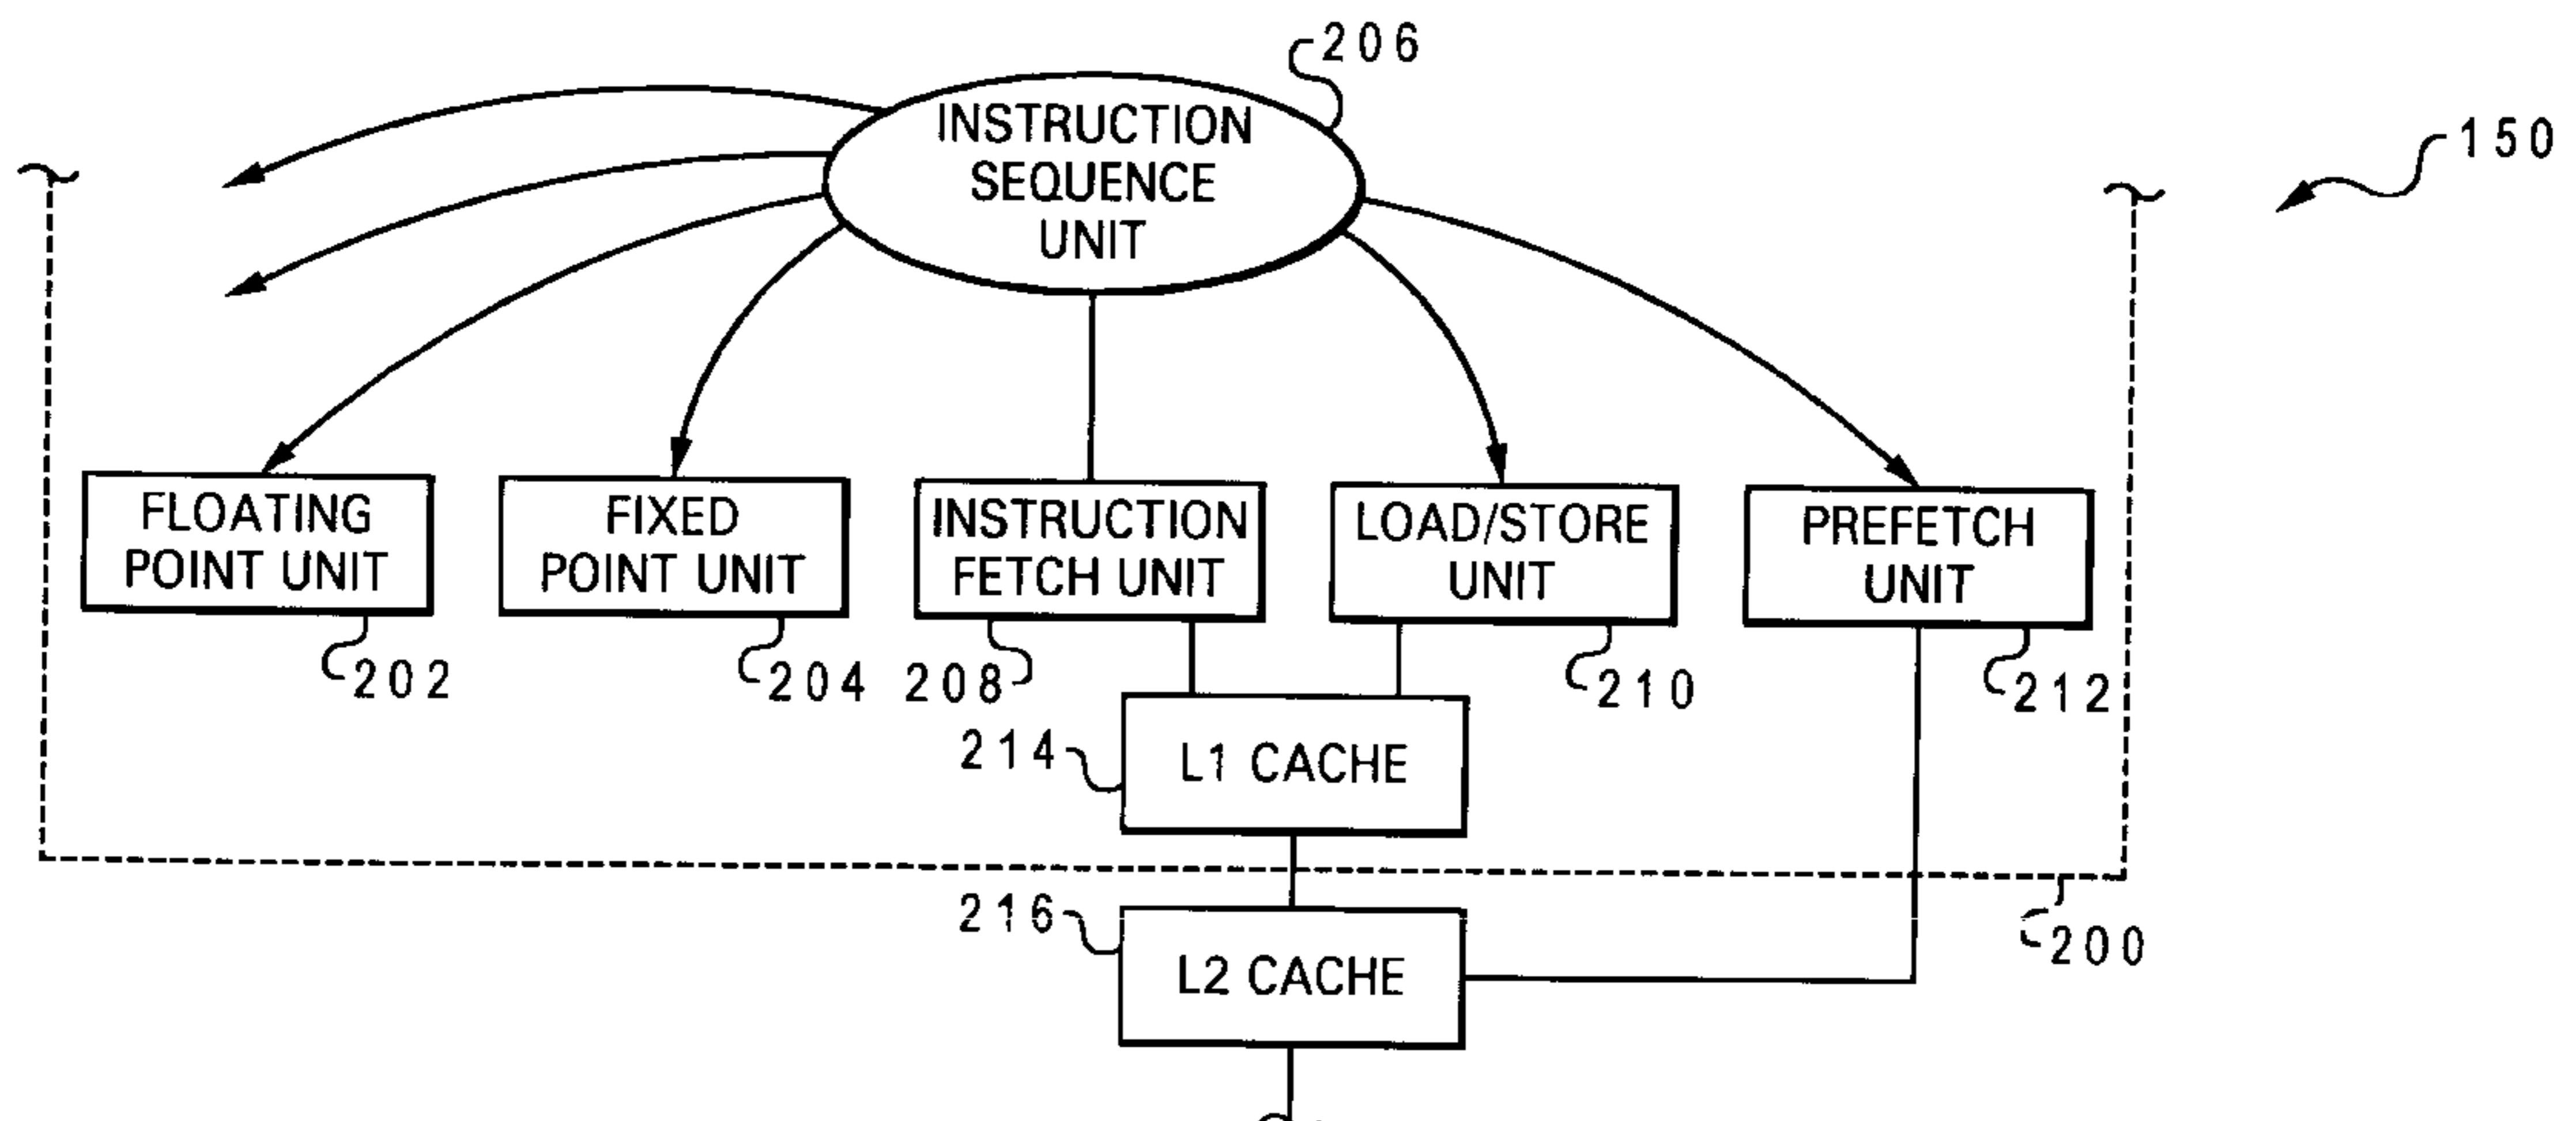 206
150
INSTRUCTION
SEQUENCE
UNIT
FLOATING
POINT UNIT
FIXED
POINT UNIT
INSTRUCTION
FETCH UNIT
LOAD/STORE
UNIT
PREFETCH
UNIT
202
204
208
210
212
214
L1 CACHE
216
L2 CACHE
200